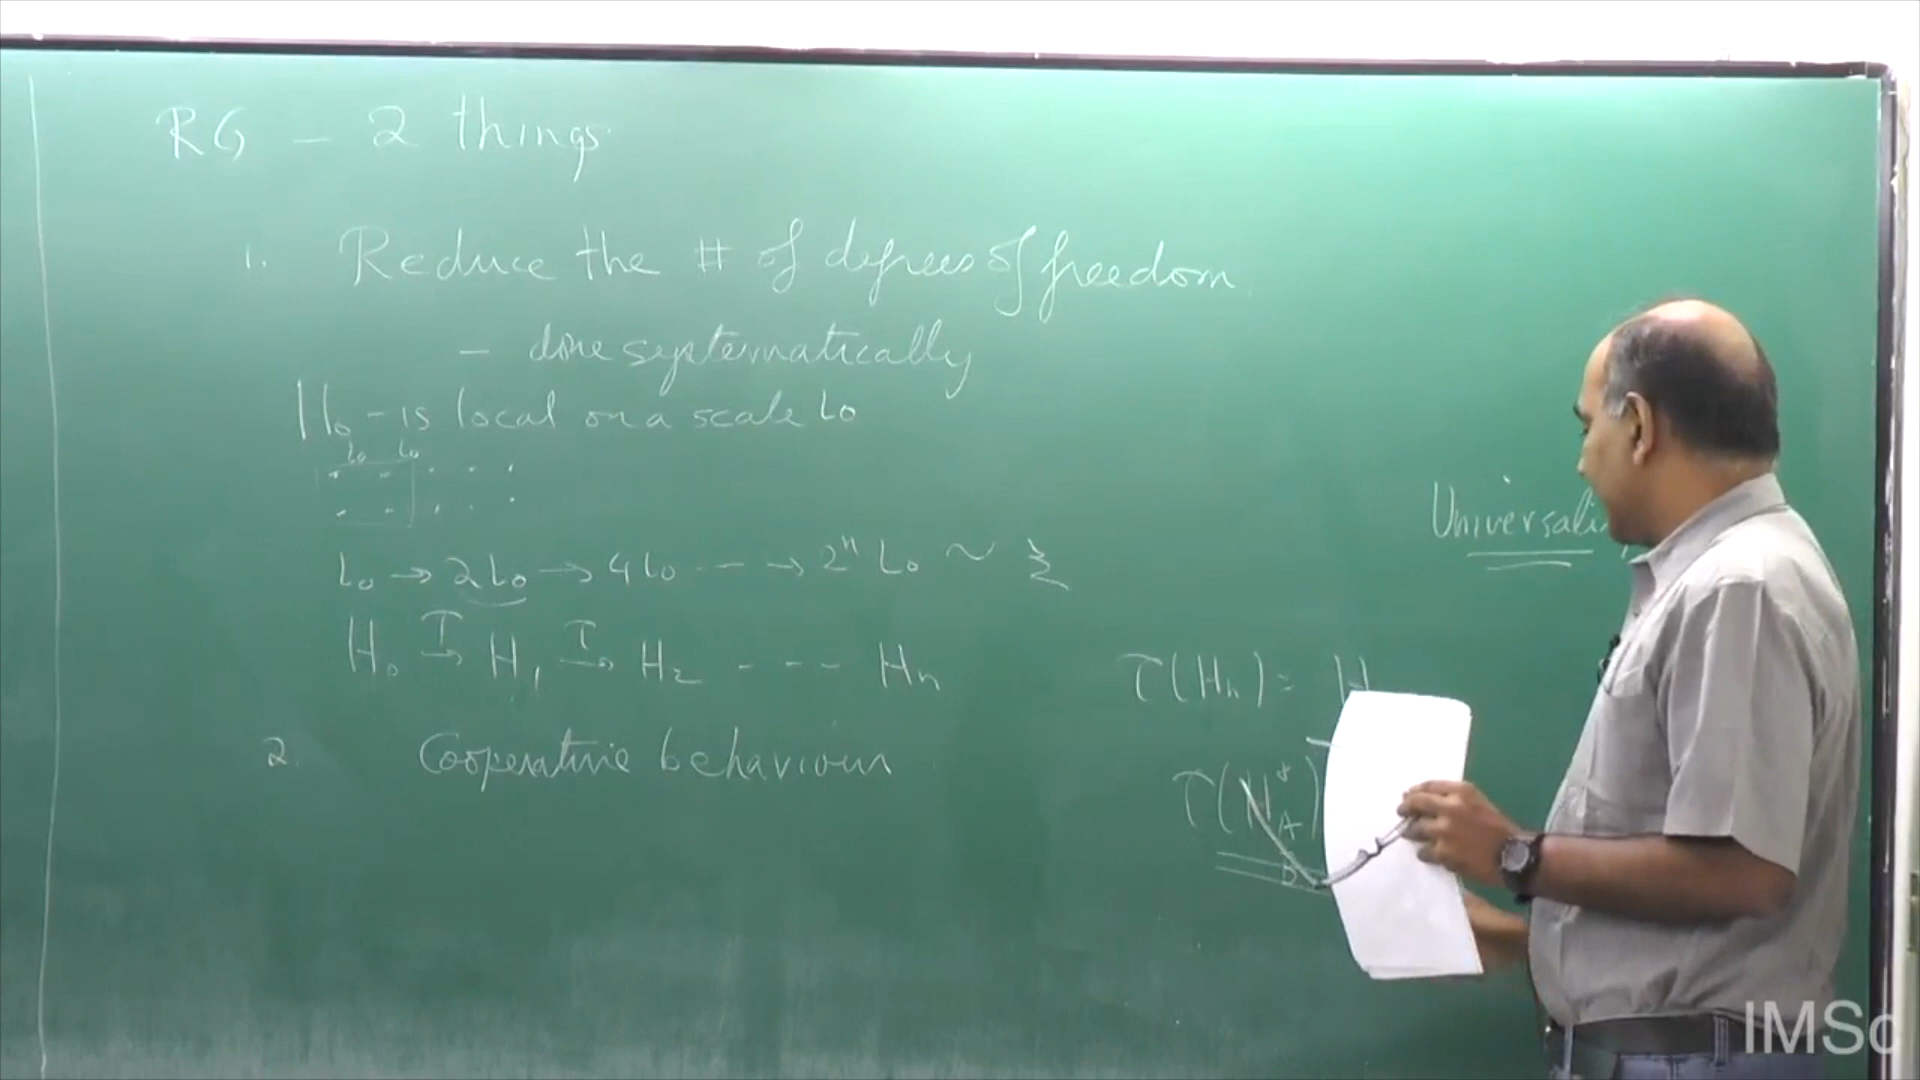 RG - 2 things
1. Reduce the # of degrees of freedom
- done systematically
H₀ - is local on a scale L₀
L₀ L₀
L₀ → 2L₀ → 4L₀ - - → 2ⁿ L₀ ~ ξ
H₀ T→ H₁ τ→ H₂ - - - Hₙ
2. Cooperative behaviour
Universali
τ(Hₙ) = H
τ(H*_A)
IMSc